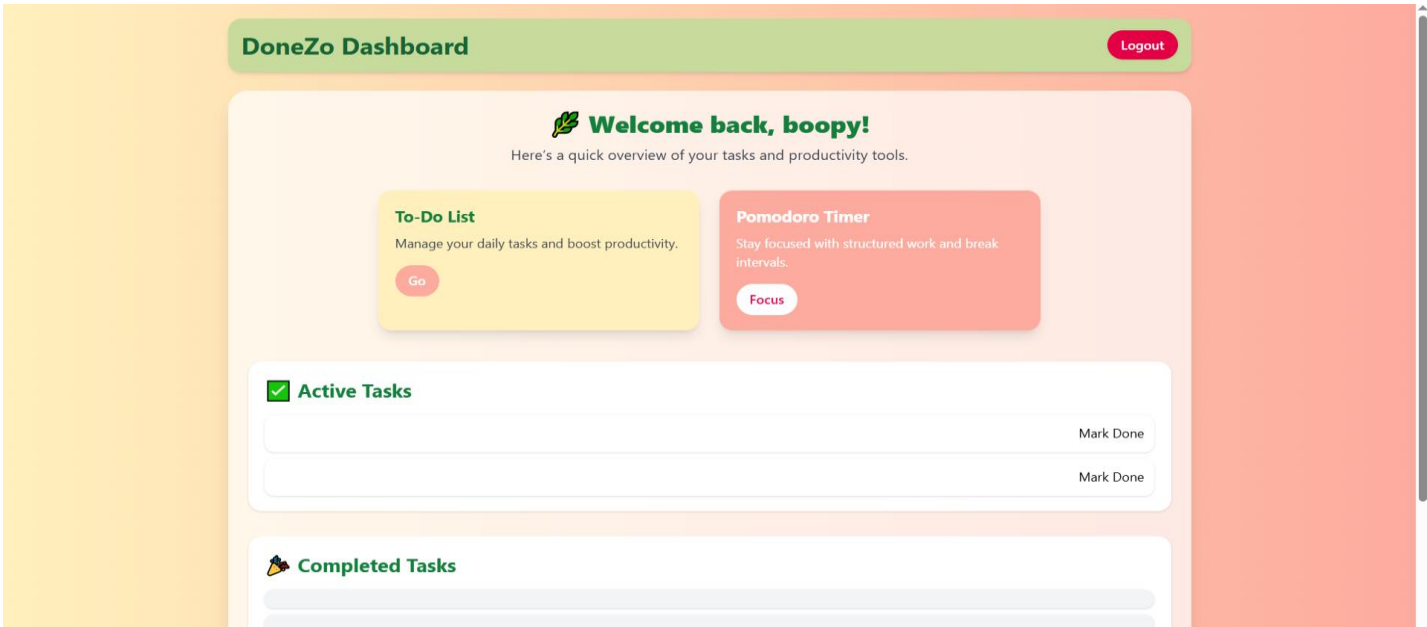 DoneZo Dashboard
Logout
Welcome back, boopy!
Here's a quick overview of your tasks and productivity tools.
To-Do List
Manage your daily tasks and boost productivity.
Go
Pomodoro Timer
Stay focused with structured work and break
intervals.
Focus
Active Tasks
Mark Done
Mark Done
Completed Tasks